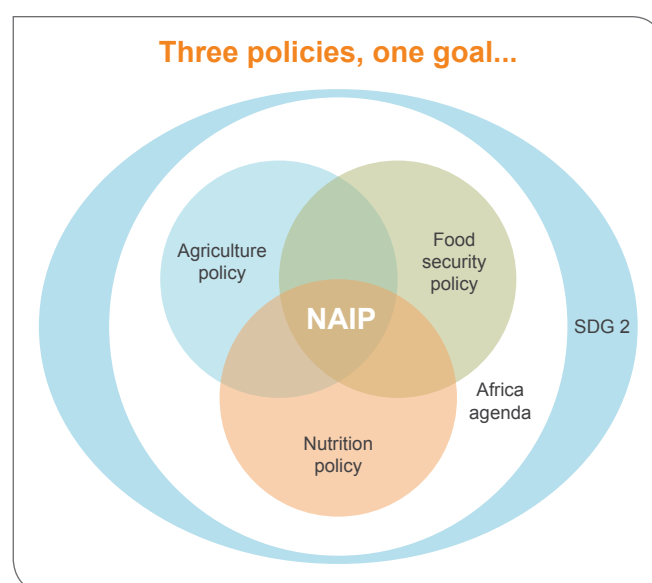 Three policies, one goal...
Agriculture
policy
Food
security
policy
NAIP
SDG 2
Africa
agenda
Nutrition
policy